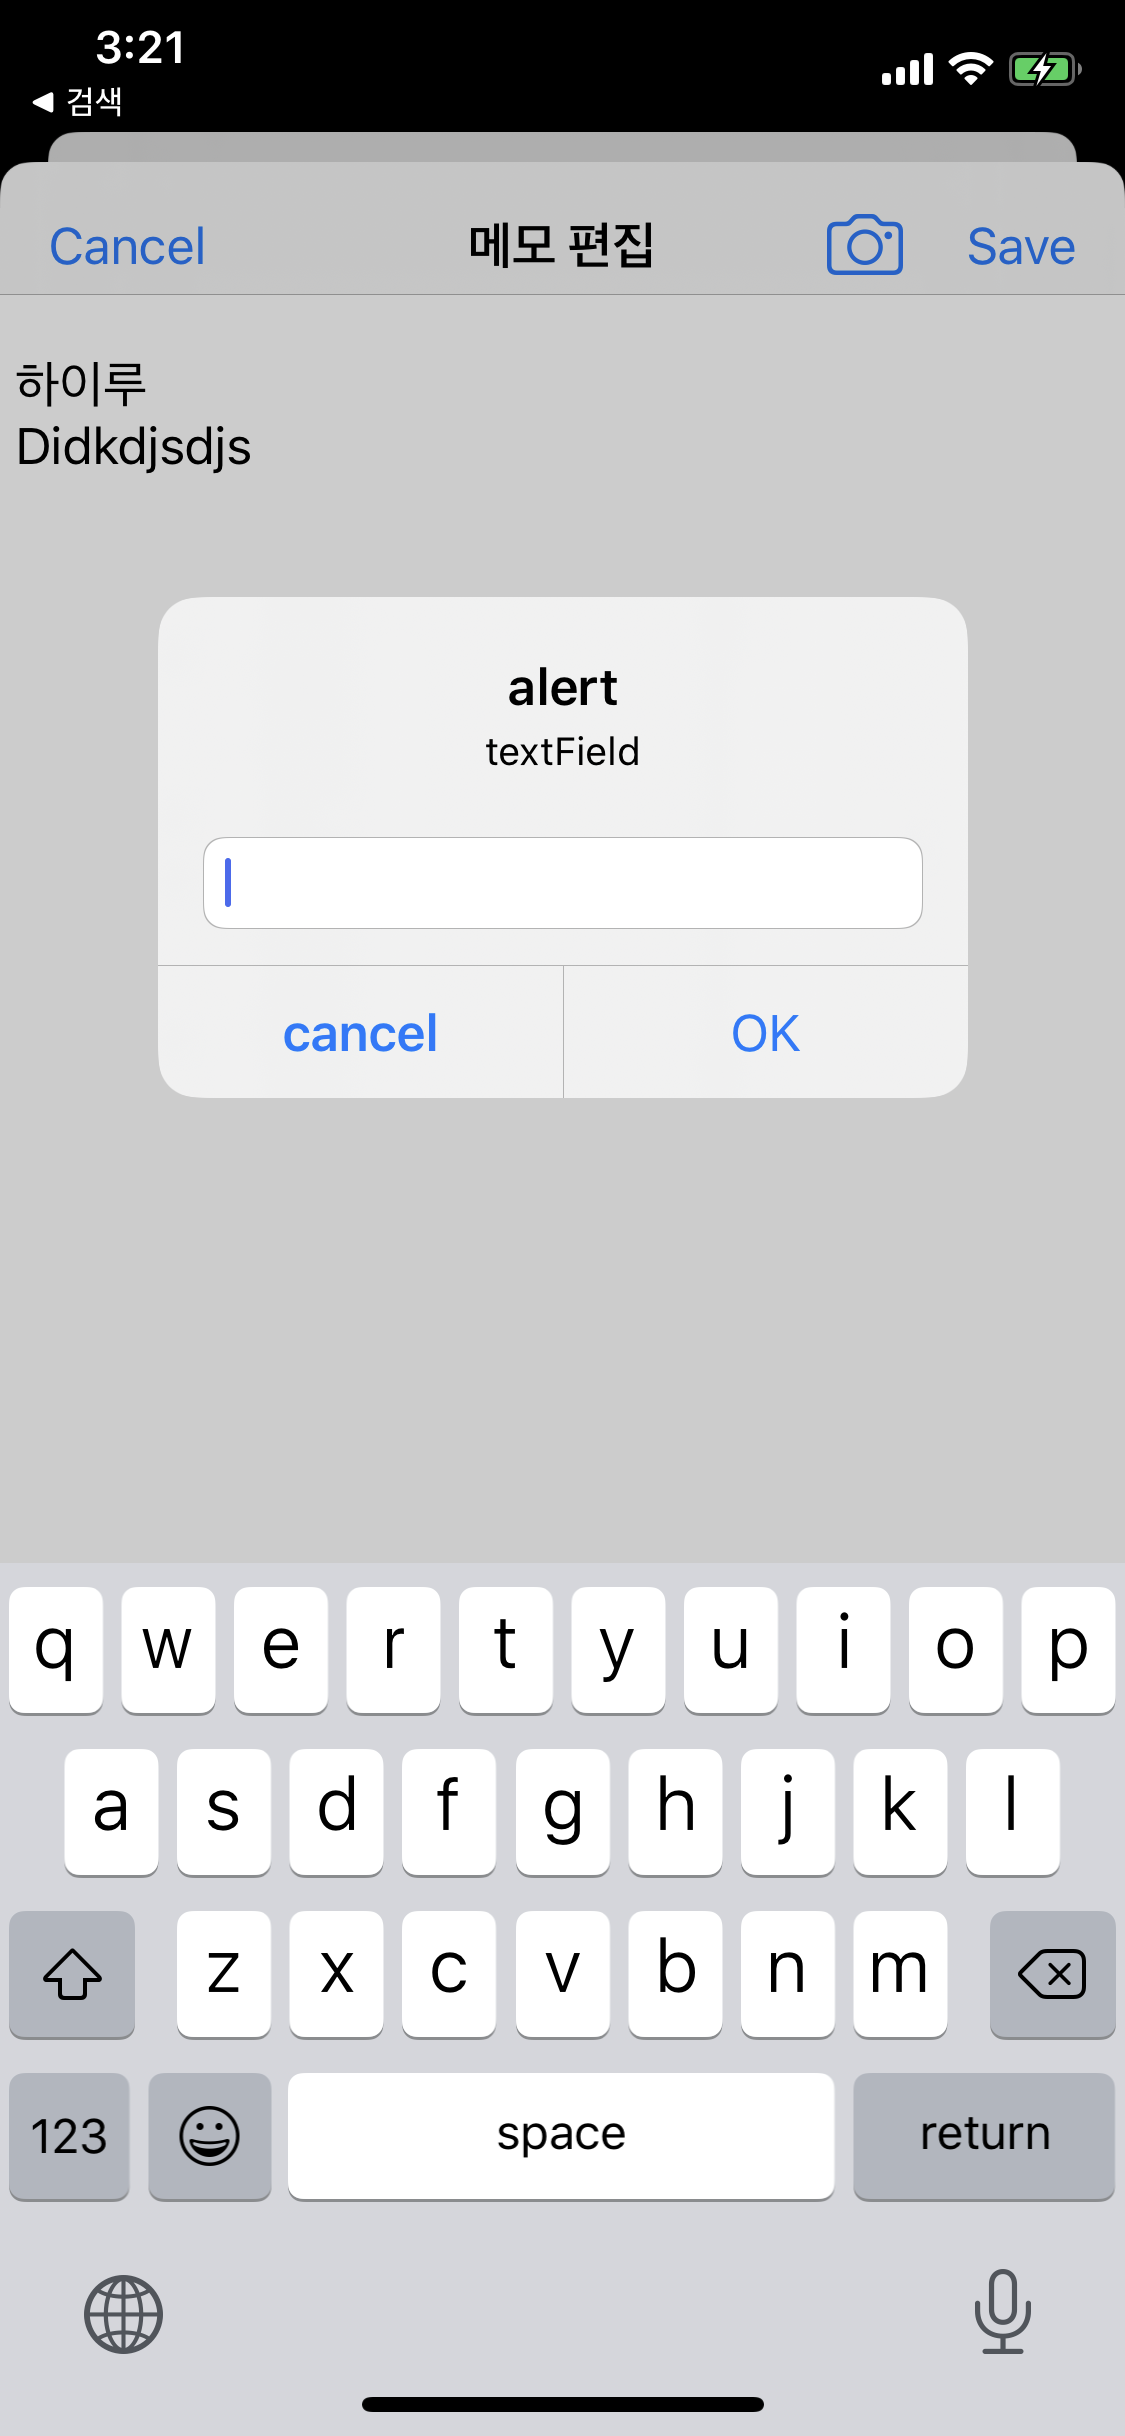 3:21
◀ 검색
Cancel 메모 편집 Save
하이루
Didkdjsdjs
alert
textField
cancel OK
q w e r t y u i o p
a s d f g h j k l
z x c v b n m
123 space return